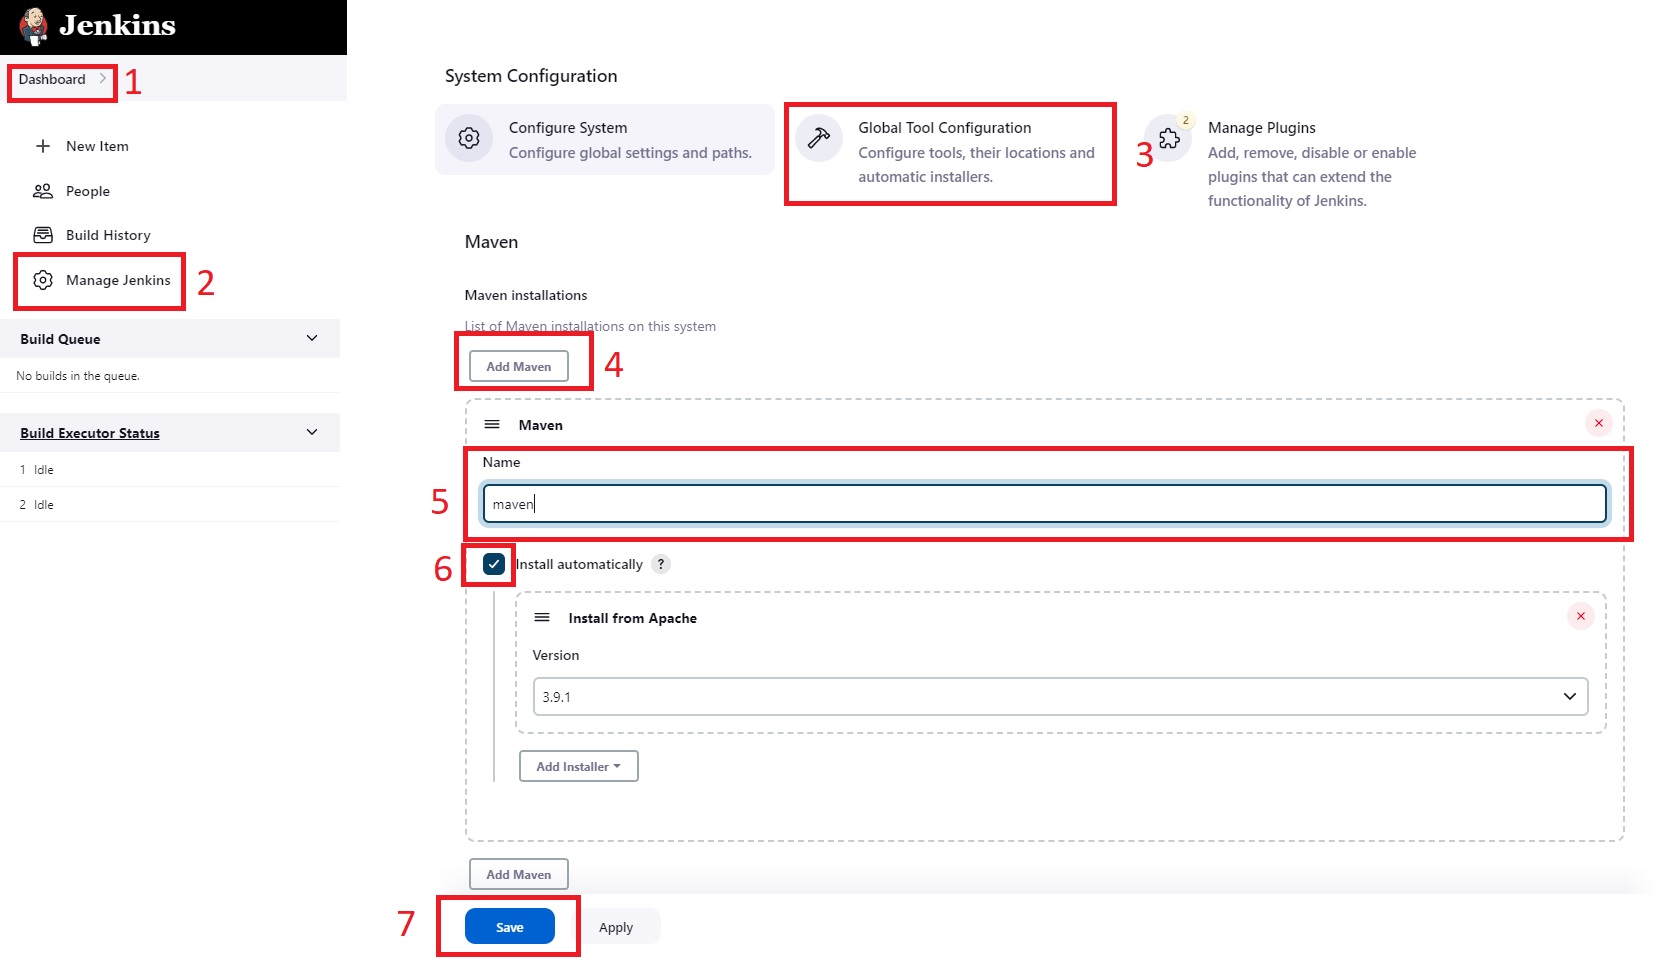 Jenkins
Dashboard
1
New Item
People
Build History
Manage Jenkins
2
Build Queue
No builds in the queue.
Build Executor Status
1 Idle
2 Idle
System Configuration
Configure System
Configure global settings and paths.
Global Tool Configuration
Configure tools, their locations and
automatic installers.
3
2
Manage Plugins
Add, remove, disable or enable
plugins that can extend the
functionality of Jenkins.
Maven
Maven installations
List of Maven installations on this system
Add Maven
4
Maven
Name
5
maven
6
Install automatically ?
Install from Apache
Version
3.9.1
Add Installer
Add Maven
7
Save
Apply